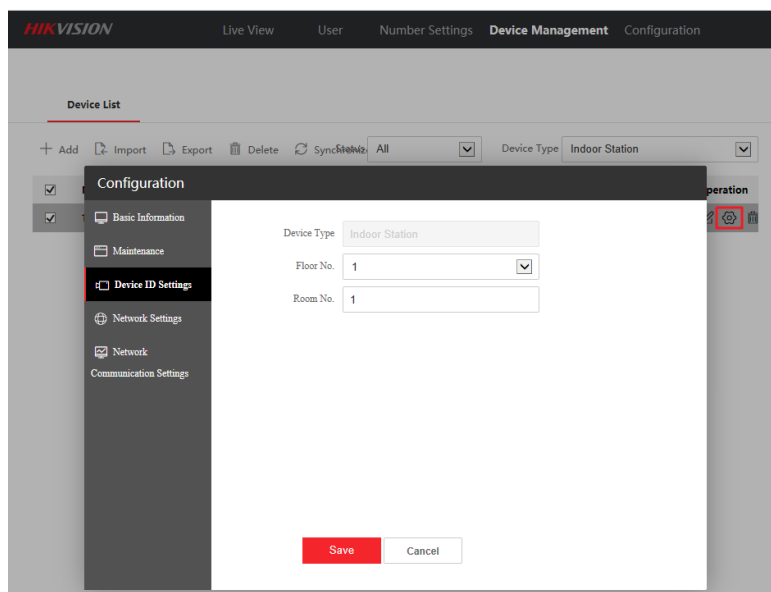 HIKVISION Live View User Number Settings Device Management Configuration
Device List
Add Import Export Delete Status All Device Type Indoor Station
Configuration
Basic Information
Maintenance
Device ID Settings
Network Settings
Network
Communication Settings
Device Type Indoor Station
Floor No. 1
Room No. 1
Save Cancel